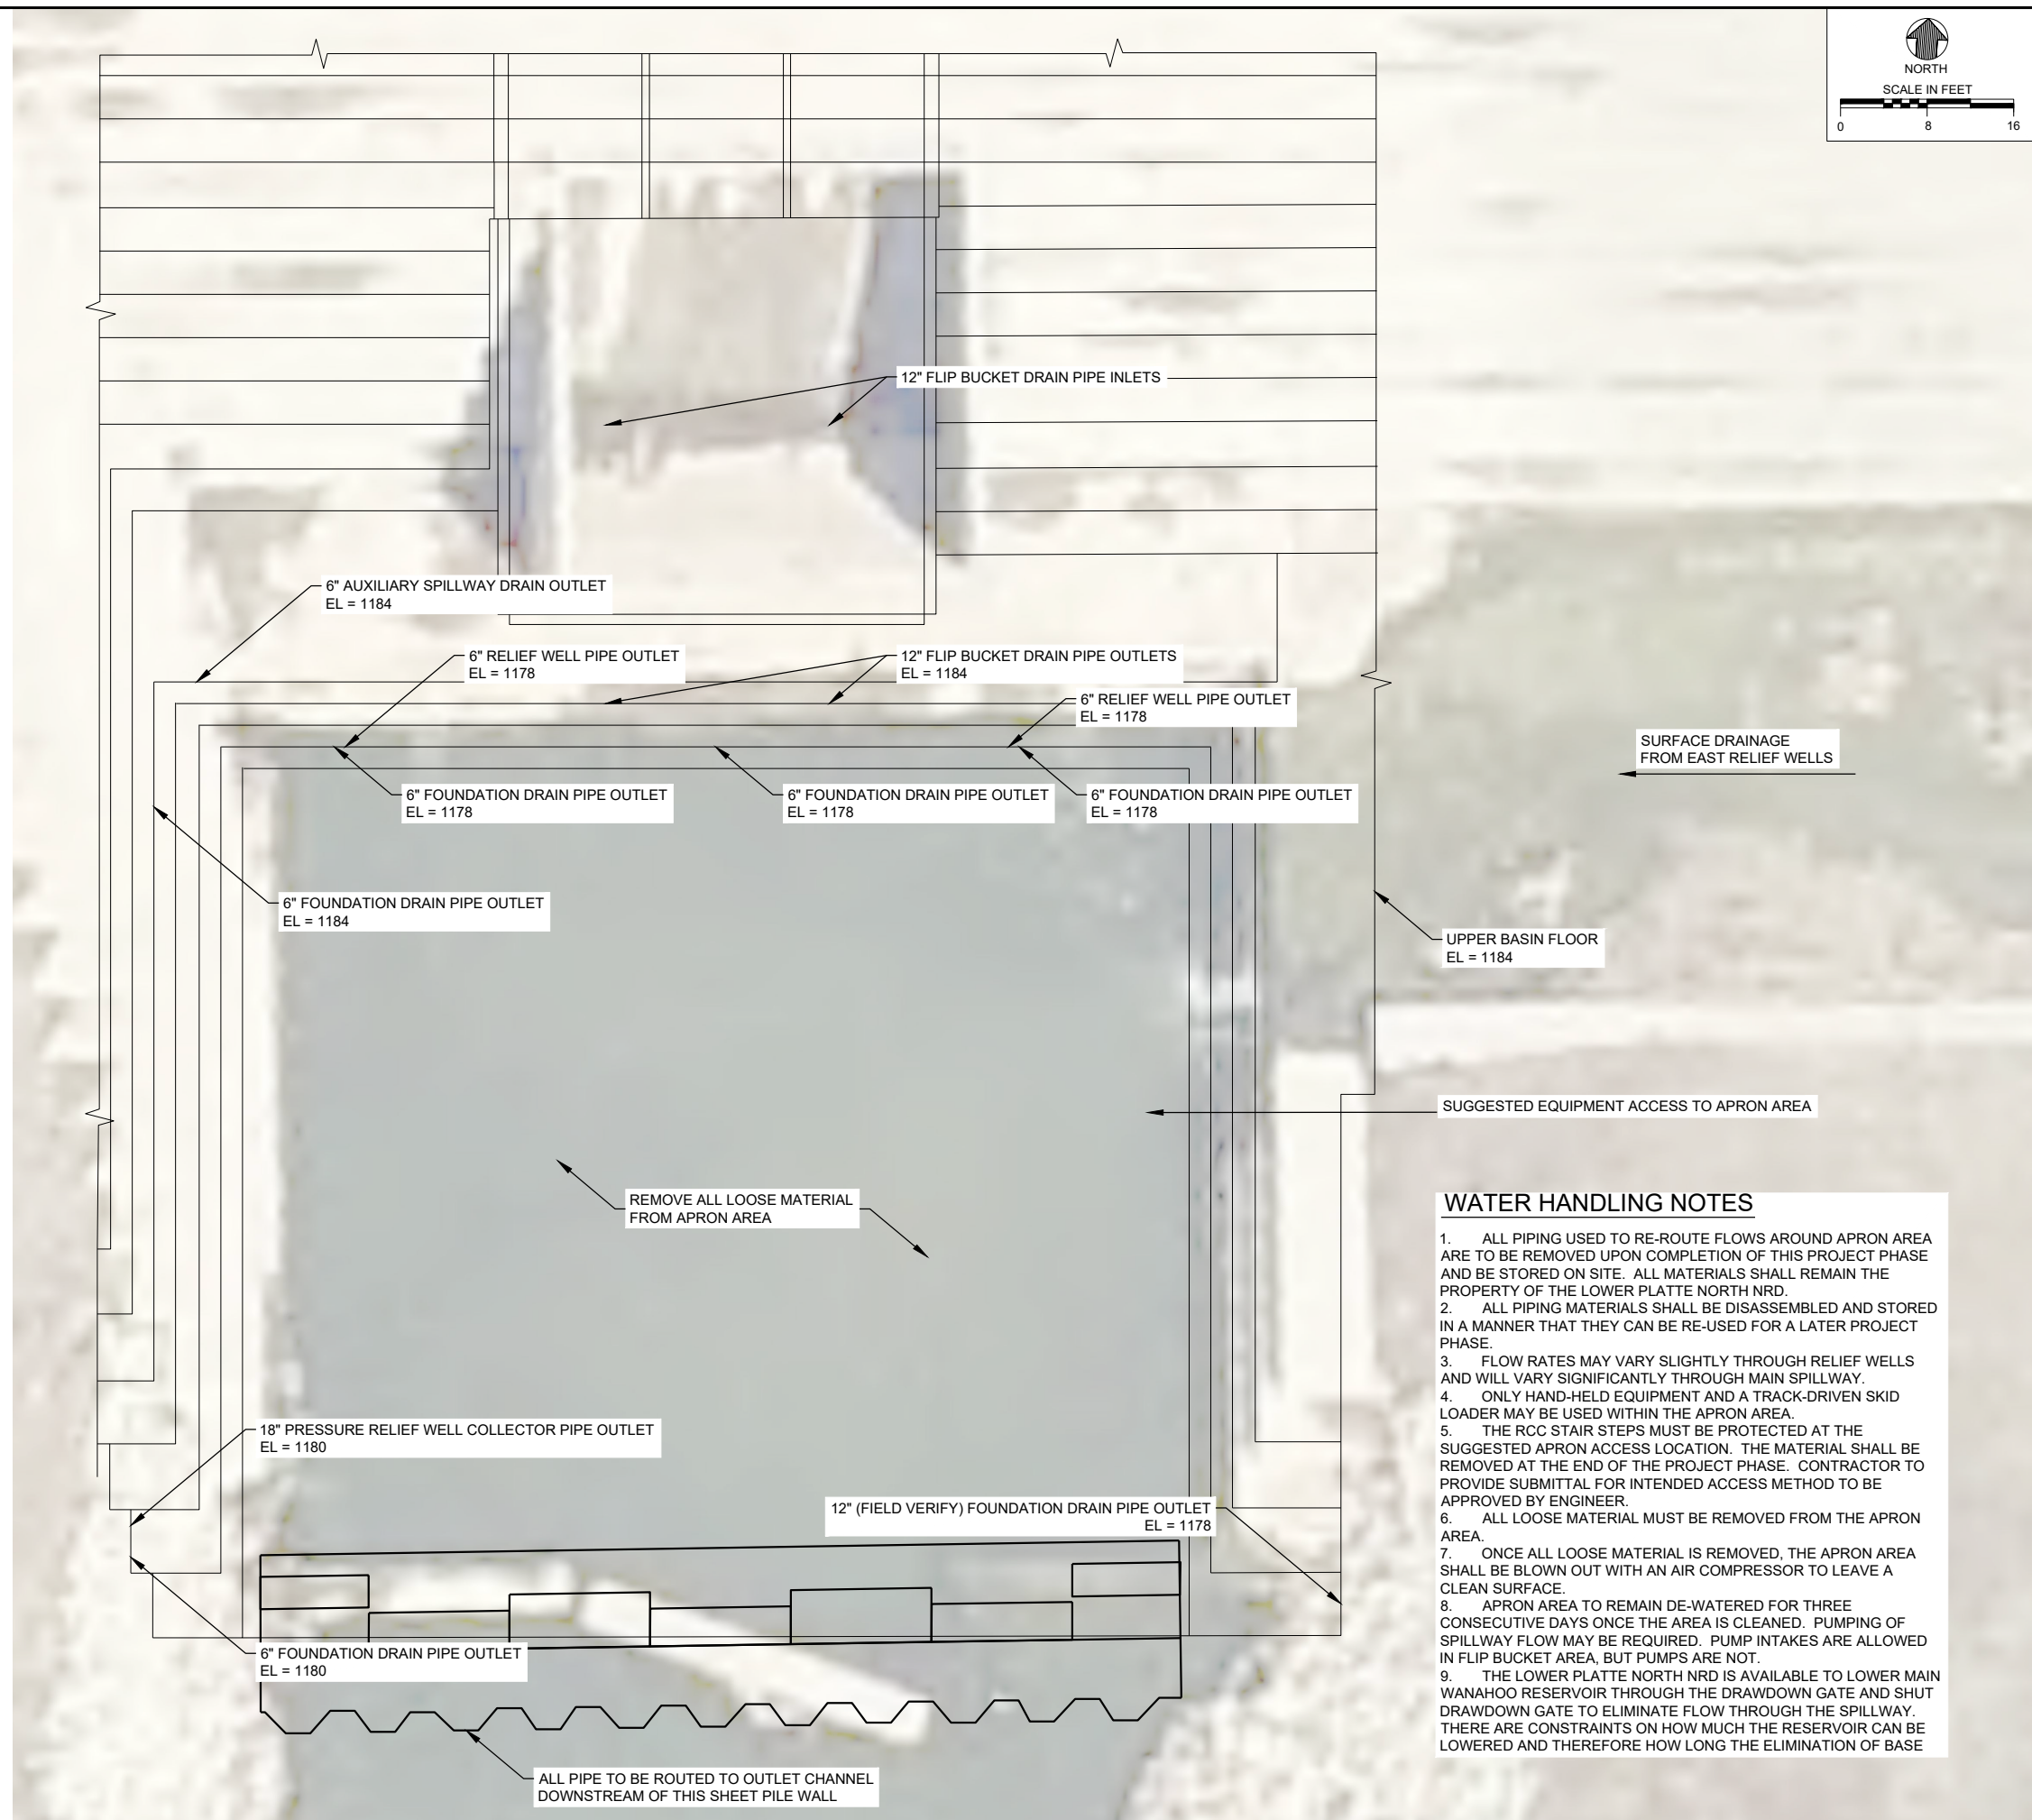 NORTH
SCALE IN FEET
0 8 16
12" FLIP BUCKET DRAIN PIPE INLETS
6" AUXILIARY SPILLWAY DRAIN OUTLET
EL = 1184
6" RELIEF WELL PIPE OUTLET
EL = 1178
12" FLIP BUCKET DRAIN PIPE OUTLETS
EL = 1184
6" RELIEF WELL PIPE OUTLET
EL = 1178
SURFACE DRAINAGE
FROM EAST RELIEF WELLS
6" FOUNDATION DRAIN PIPE OUTLET
EL = 1178
6" FOUNDATION DRAIN PIPE OUTLET
EL = 1178
6" FOUNDATION DRAIN PIPE OUTLET
EL = 1178
6" FOUNDATION DRAIN PIPE OUTLET
EL = 1184
UPPER BASIN FLOOR
EL = 1184
SUGGESTED EQUIPMENT ACCESS TO APRON AREA
REMOVE ALL LOOSE MATERIAL
FROM APRON AREA
18" PRESSURE RELIEF WELL COLLECTOR PIPE OUTLET
EL = 1180
12" (FIELD VERIFY) FOUNDATION DRAIN PIPE OUTLET
EL = 1178
6" FOUNDATION DRAIN PIPE OUTLET
EL = 1180
ALL PIPE TO BE ROUTED TO OUTLET CHANNEL
DOWNSTREAM OF THIS SHEET PILE WALL
WATER HANDLING NOTES
1. ALL PIPING USED TO RE-ROUTE FLOWS AROUND APRON AREA
ARE TO BE REMOVED UPON COMPLETION OF THIS PROJECT PHASE
AND BE STORED ON SITE. ALL MATERIALS SHALL REMAIN THE
PROPERTY OF THE LOWER PLATTE NORTH NRD.
2. ALL PIPING MATERIALS SHALL BE DISASSEMBLED AND STORED
IN A MANNER THAT THEY CAN BE RE-USED FOR A LATER PROJECT
PHASE.
3. FLOW RATES MAY VARY SLIGHTLY THROUGH RELIEF WELLS
AND WILL VARY SIGNIFICANTLY THROUGH MAIN SPILLWAY.
4. ONLY HAND-HELD EQUIPMENT AND A TRACK-DRIVEN SKID
LOADER MAY BE USED WITHIN THE APRON AREA.
5. THE RCC STAIR STEPS MUST BE PROTECTED AT THE
SUGGESTED APRON ACCESS LOCATION. THE MATERIAL SHALL BE
REMOVED AT THE END OF THE PROJECT PHASE. CONTRACTOR TO
PROVIDE SUBMITTAL FOR INTENDED ACCESS METHOD TO BE
APPROVED BY ENGINEER.
6. ALL LOOSE MATERIAL MUST BE REMOVED FROM THE APRON
AREA.
7. ONCE ALL LOOSE MATERIAL IS REMOVED, THE APRON AREA
SHALL BE BLOWN OUT WITH AN AIR COMPRESSOR TO LEAVE A
CLEAN SURFACE.
8. APRON AREA TO REMAIN DE-WATERED FOR THREE
CONSECUTIVE DAYS ONCE THE AREA IS CLEANED. PUMPING OF
SPILLWAY FLOW MAY BE REQUIRED. PUMP INTAKES ARE ALLOWED
IN FLIP BUCKET AREA, BUT PUMPS ARE NOT.
9. THE LOWER PLATTE NORTH NRD IS AVAILABLE TO LOWER MAIN
WANAHOO RESERVOIR THROUGH THE DRAWDOWN GATE AND SHUT
DRAWDOWN GATE TO ELIMINATE FLOW THROUGH THE SPILLWAY.
THERE ARE CONSTRAINTS ON HOW MUCH THE RESERVOIR CAN BE
LOWERED AND THEREFORE HOW LONG THE ELIMINATION OF BASE